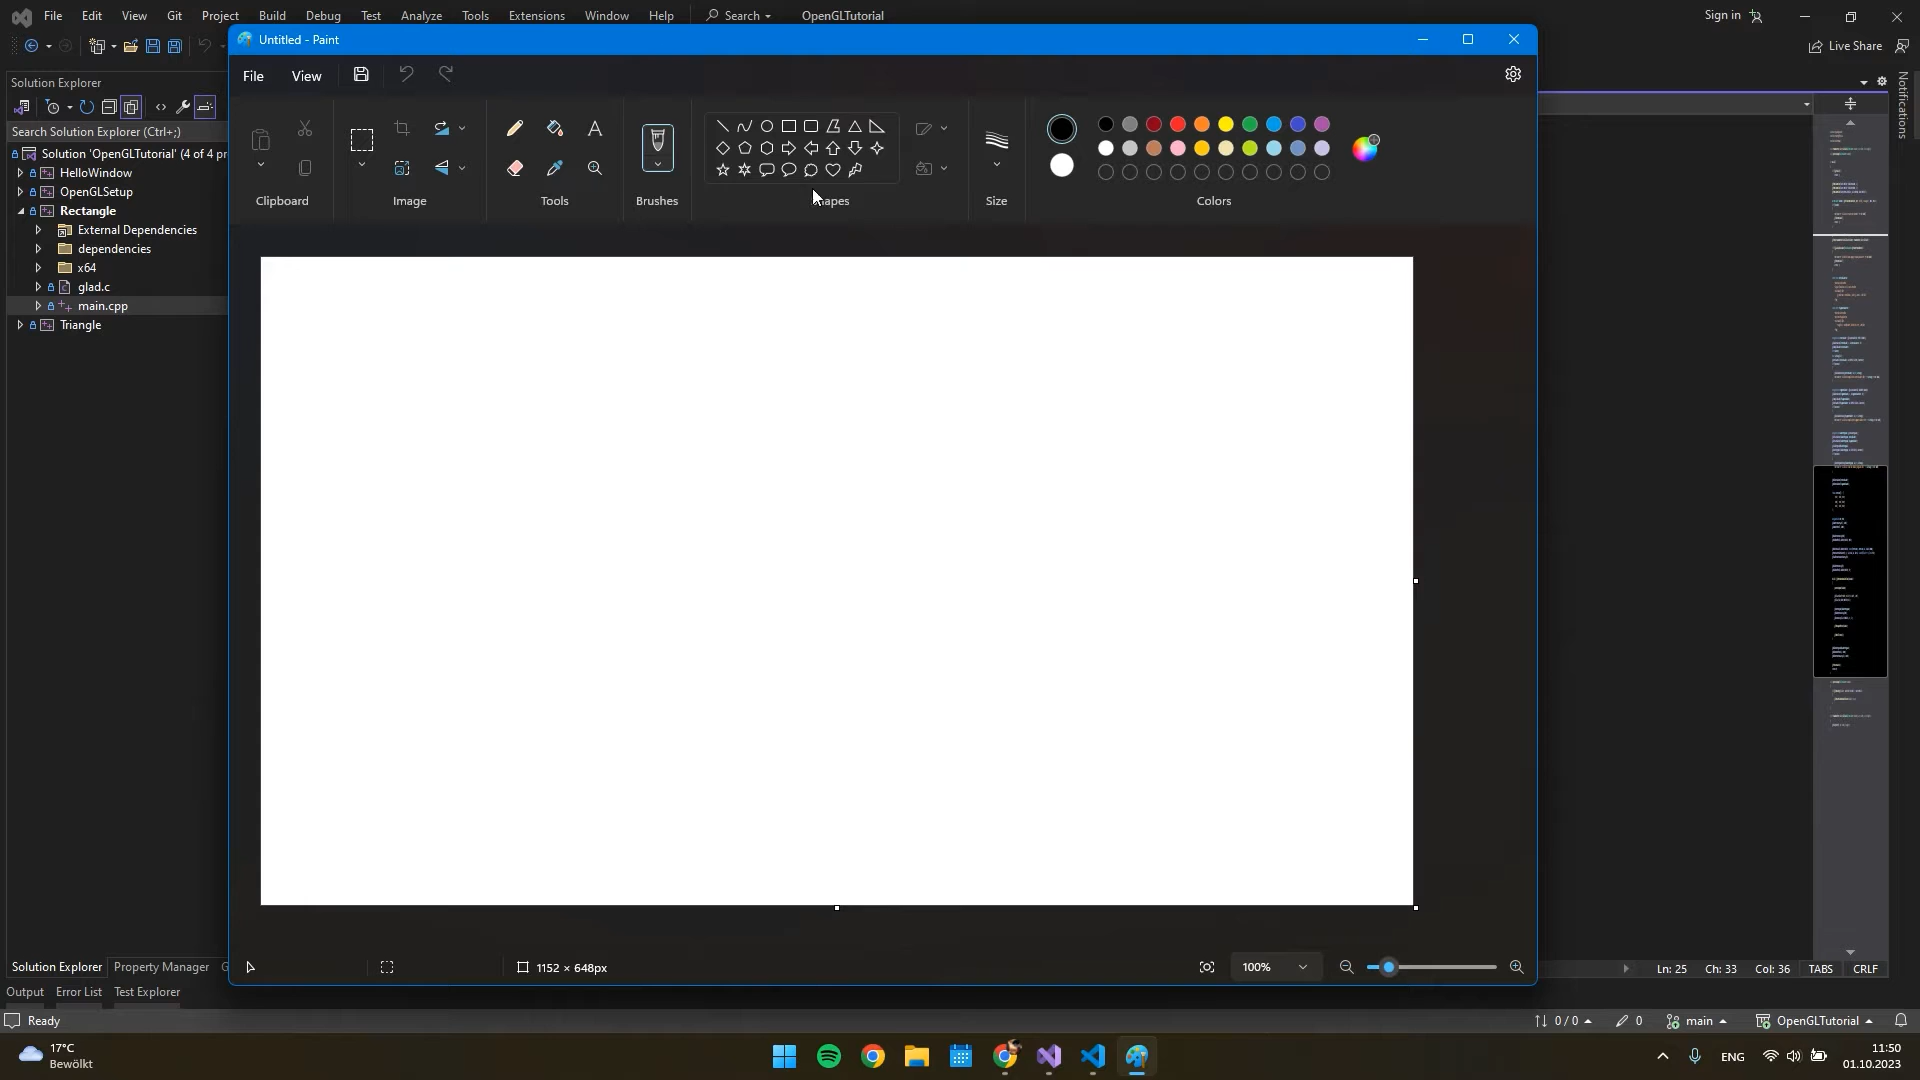 File Edit View Git Project Build Debug Test Analyze Tools Extensions Window Help Search OpenGLTutorial Sign in
Live Share
Untitled - Paint
File View
Solution Explorer
Search Solution Explorer (Ctrl+;)
Solution 'OpenGLTutorial' (4 of 4 pr
HelloWindow
OpenGLSetup
Rectangle
External Dependencies
dependencies
x64
glad.c
main.cpp
Triangle
Clipboard Image Tools Brushes Shapes Size Colors
Notifications
1152 × 648px
100%
Solution Explorer Property Manager G
Ln: 25 Ch: 33 Col: 36 TABS CRLF
Output Error List Test Explorer
Ready
0 / 0 0 main OpenGLTutorial
17°C
Bewölkt
ENG
11:50
01.10.2023